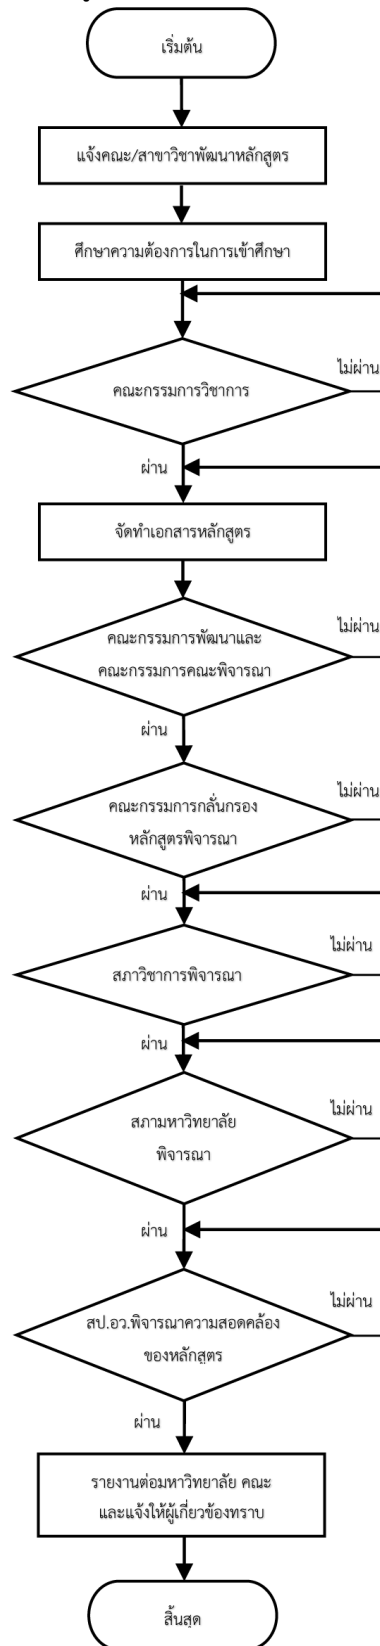 เริ่มต้น
แจ้งคณะ/สาขาวิชาพัฒนาหลักสูตร
ศึกษาความต้องการในการเข้าศึกษา
คณะกรรมการวิชาการ
ไม่ผ่าน
ผ่าน
จัดทำเอกสารหลักสูตร
คณะกรรมการพัฒนาและ
คณะกรรมการคณะพิจารณา
ไม่ผ่าน
ผ่าน
คณะกรรมการกลั่นกรอง
หลักสูตรพิจารณา
ไม่ผ่าน
ผ่าน
สภาวิชาการพิจารณา
ไม่ผ่าน
ผ่าน
สภามหาวิทยาลัย
พิจารณา
ไม่ผ่าน
ผ่าน
สป.อว.พิจารณาความสอดคล้อง
ของหลักสูตร
ไม่ผ่าน
ผ่าน
รายงานต่อมหาวิทยาลัย คณะ
และแจ้งให้ผู้เกี่ยวข้องทราบ
สิ้นสุด